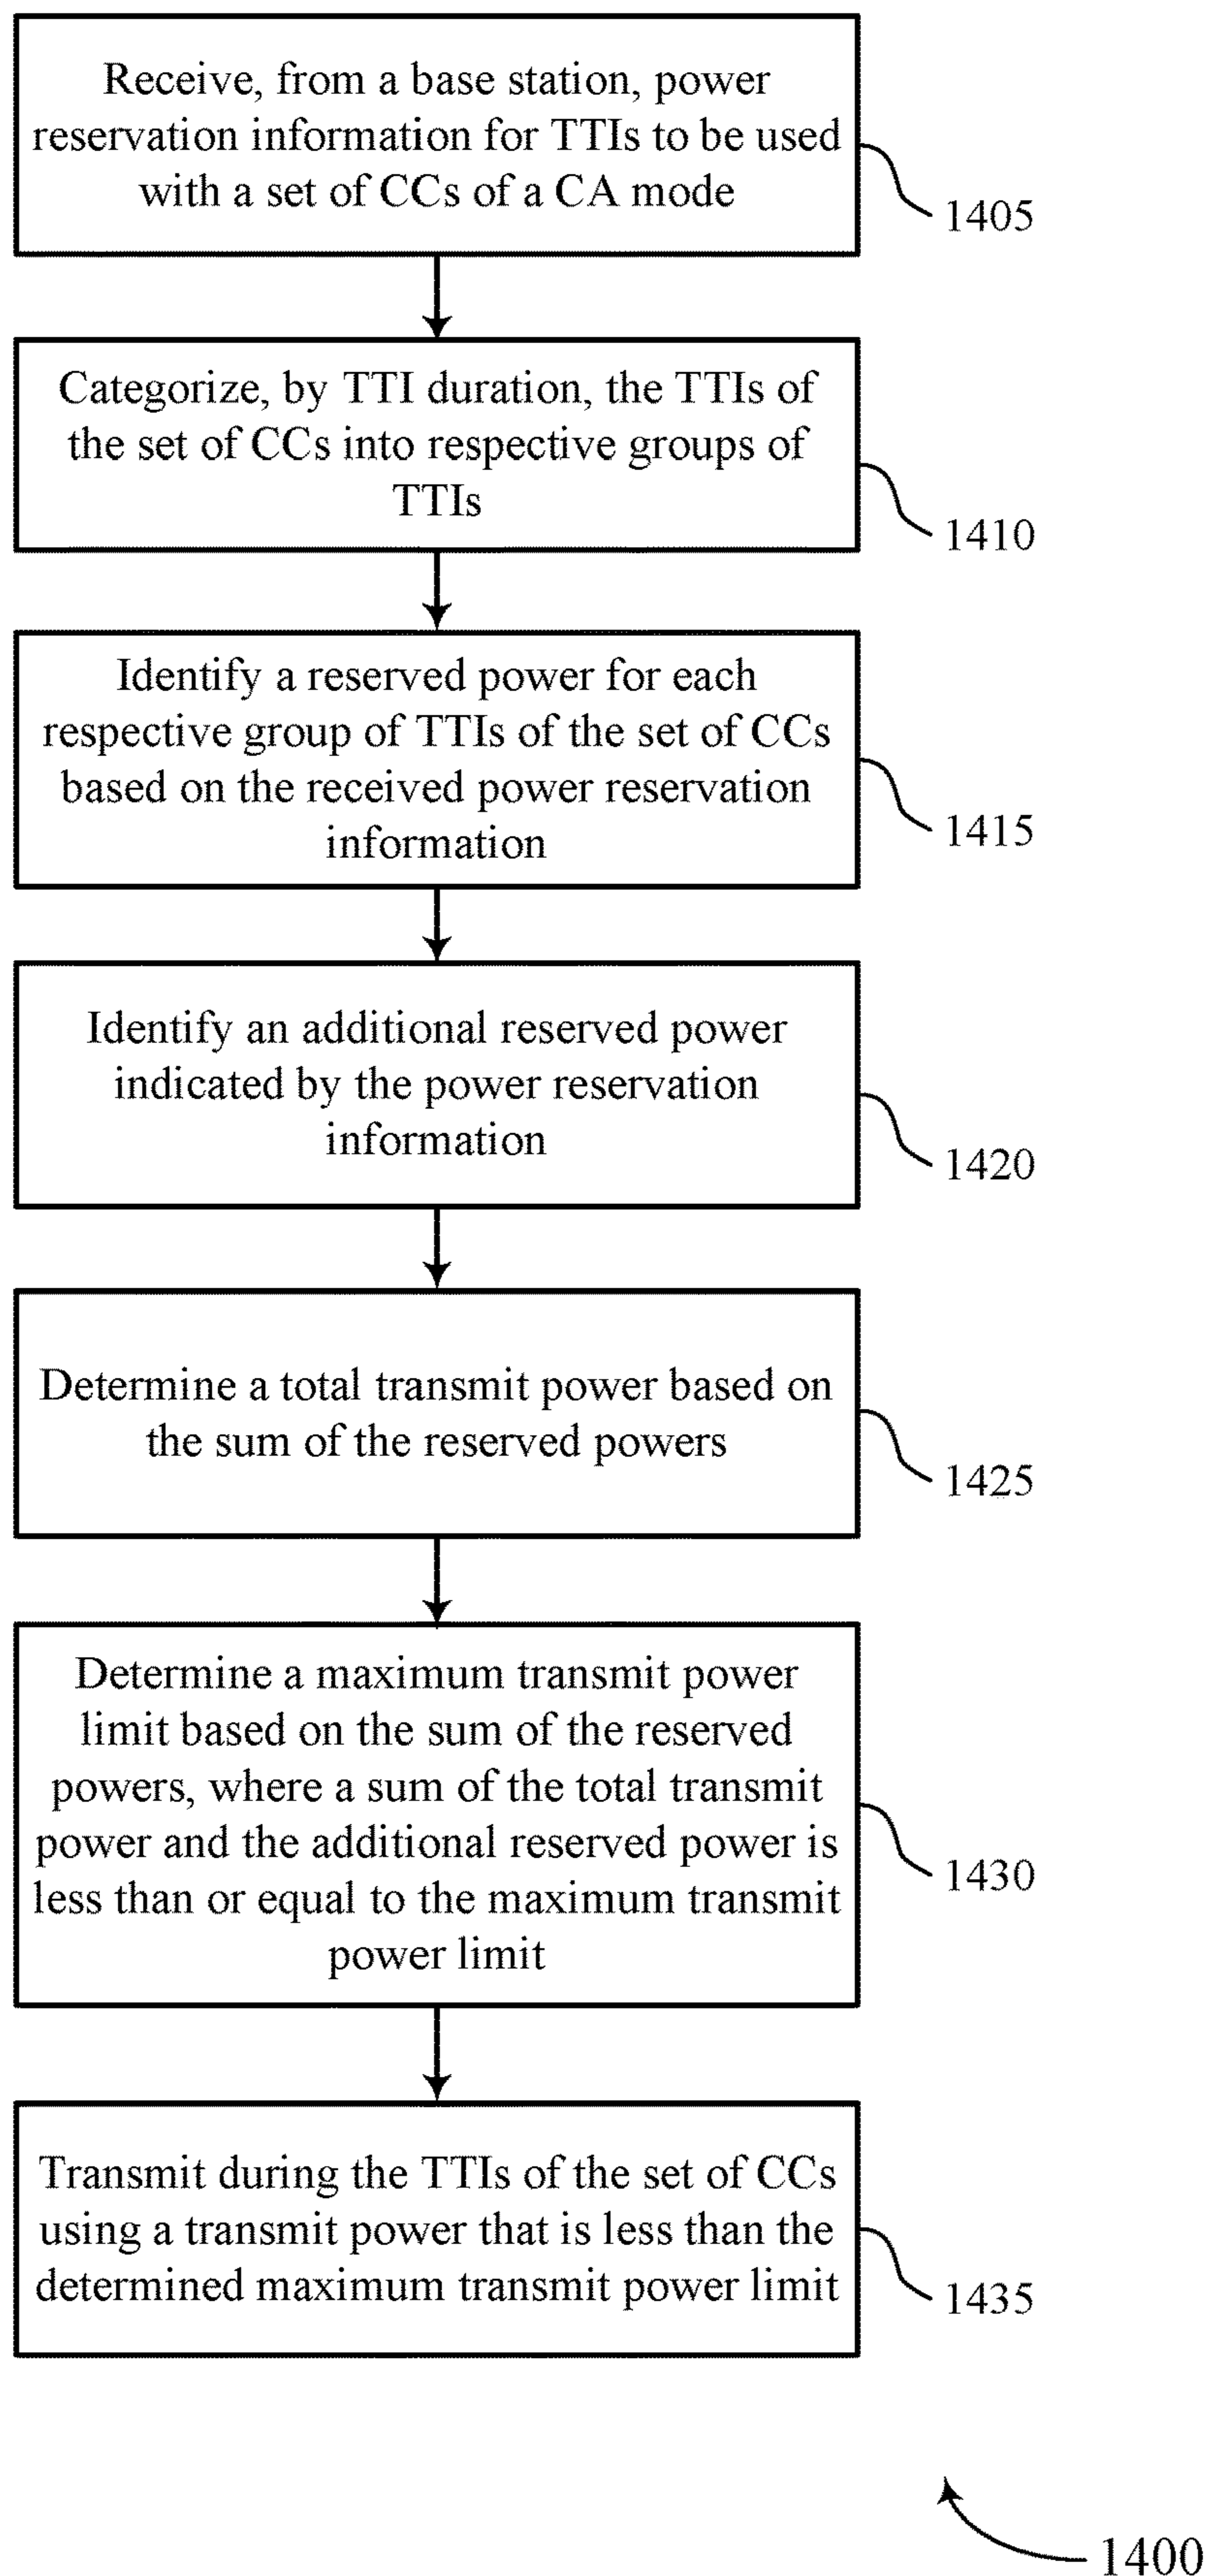 Receive, from a base station, power
reservation information for TTIs to be used
with a set of CCs of a CA mode
1405
Categorize, by TTI duration, the TTIs of
the set of CCs into respective groups of
TTIs
1410
Identify a reserved power for each
respective group of TTIs of the set of CCs
based on the received power reservation
information
1415
Identify an additional reserved power
indicated by the power reservation
information
1420
Determine a total transmit power based on
the sum of the reserved powers
1425
Determine a maximum transmit power
limit based on the sum of the reserved
powers, where a sum of the total transmit
power and the additional reserved power is
less than or equal to the maximum transmit
power limit
1430
Transmit during the TTIs of the set of CCs
using a transmit power that is less than the
determined maximum transmit power limit
1435
1400